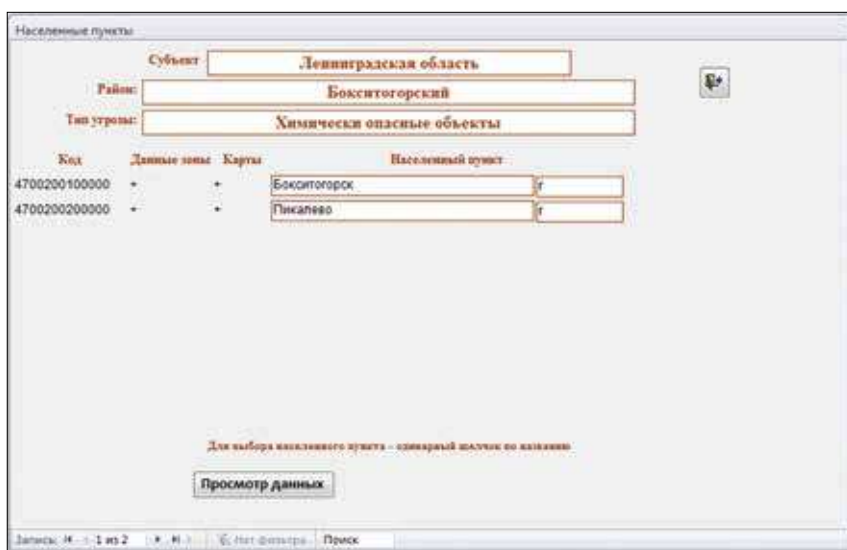 Населенные пункты
Субъект Ленинградская область
Район: Бокситогорский
Тип угрозы: Химически опасные объекты
Код Данные зоны Карты Населенный пункт
4700200100000 + + Бокситогорск г
4700200200000 + + Пикалево г
Для выбора населенного пункта - одинарный щелчок по названию
Просмотр данных
Запись: 1 из 2 Нет фильтра Поиск